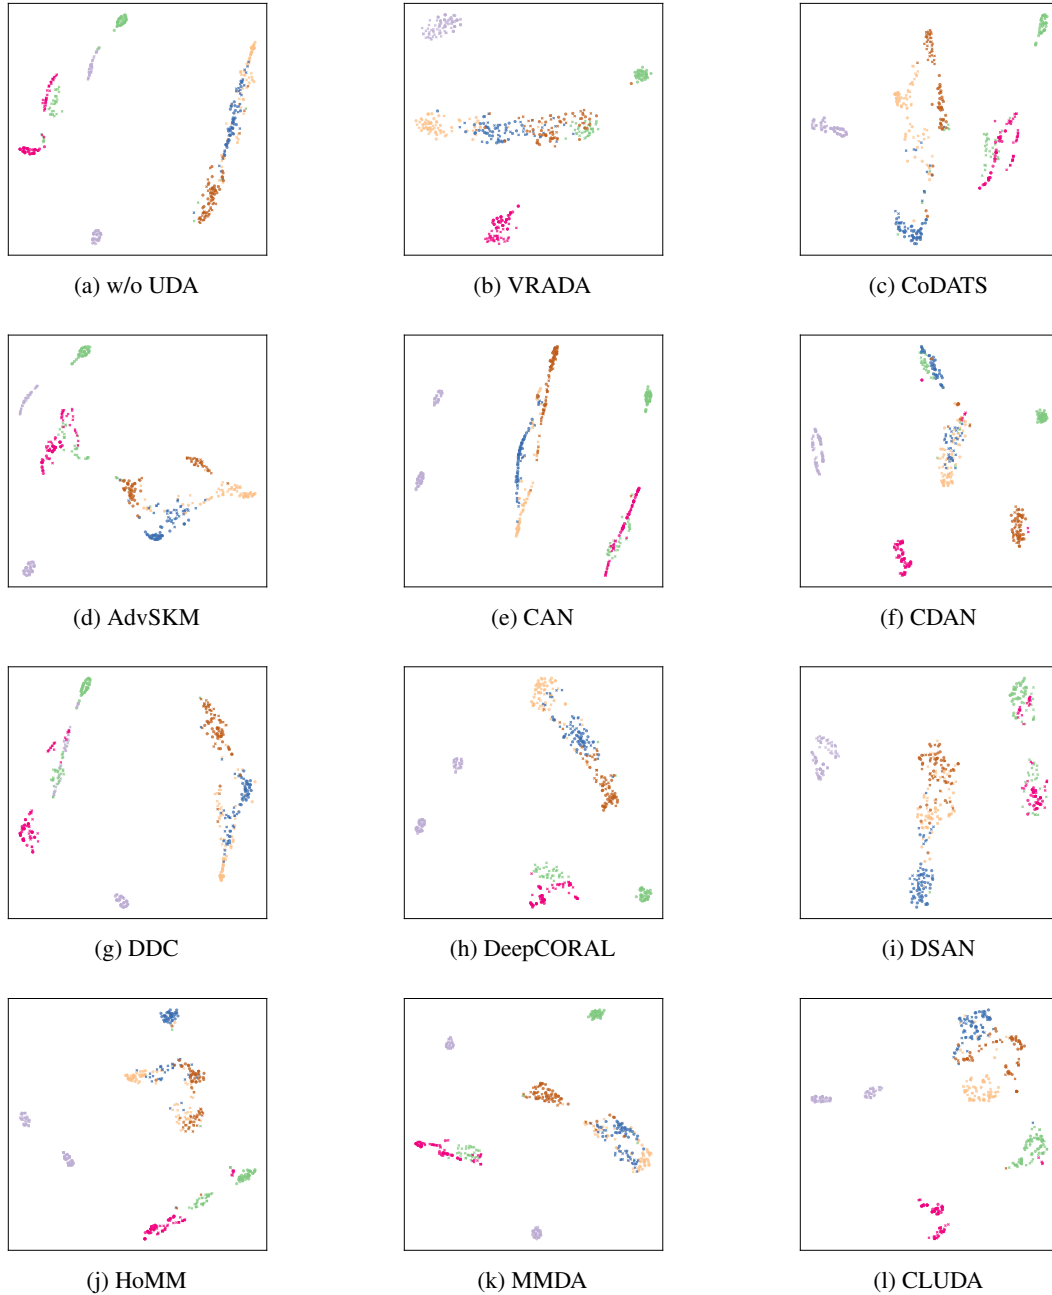 (a) w/o UDA
(b) VRADA
(c) CoDATS
(d) AdvSKM
(e) CAN
(f) CDAN
(g) DDC
(h) DeepCORAL
(i) DSAN
(j) HoMM
(k) MMDA
(l) CLUDA